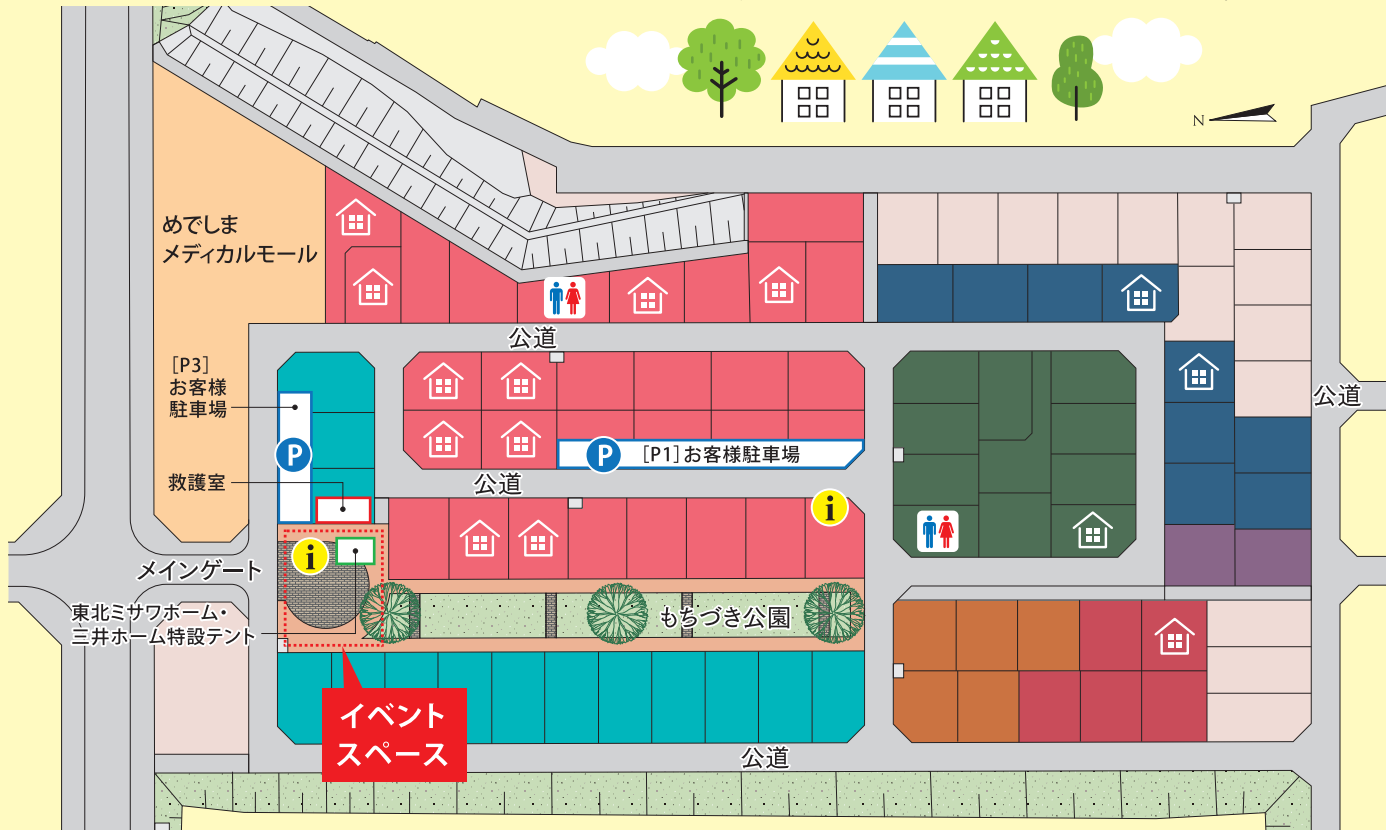 N
めでしま
メディカルモール
公道
[P3]
お客様
駐車場
公道
P
P
[P1]お客様駐車場
救護室
公道
i
i
メインゲート
東北ミサワホーム・
三井ホーム特設テント
もちづき公園
イベント
スペース
公道